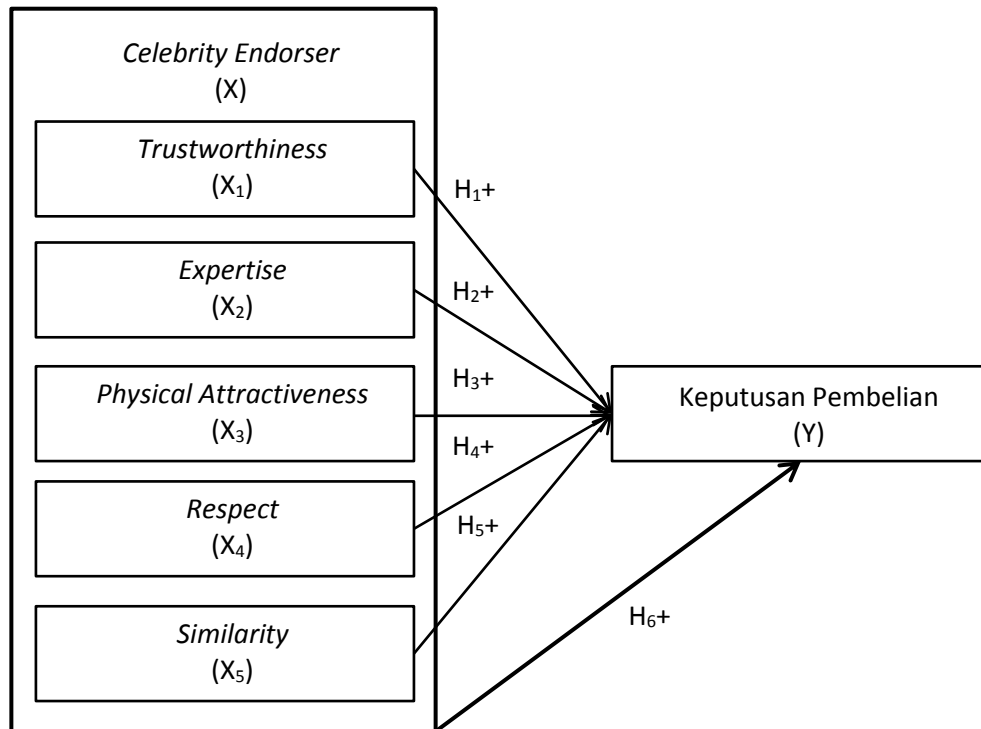 Celebrity Endorser
(X)
Trustworthiness
(X₁)
Expertise
(X₂)
Physical Attractiveness
(X₃)
Respect
(X₄)
Similarity
(X₅)
H₁+
H₂+
H₃+
H₄+
H₅+
H₆+
Keputusan Pembelian
(Y)